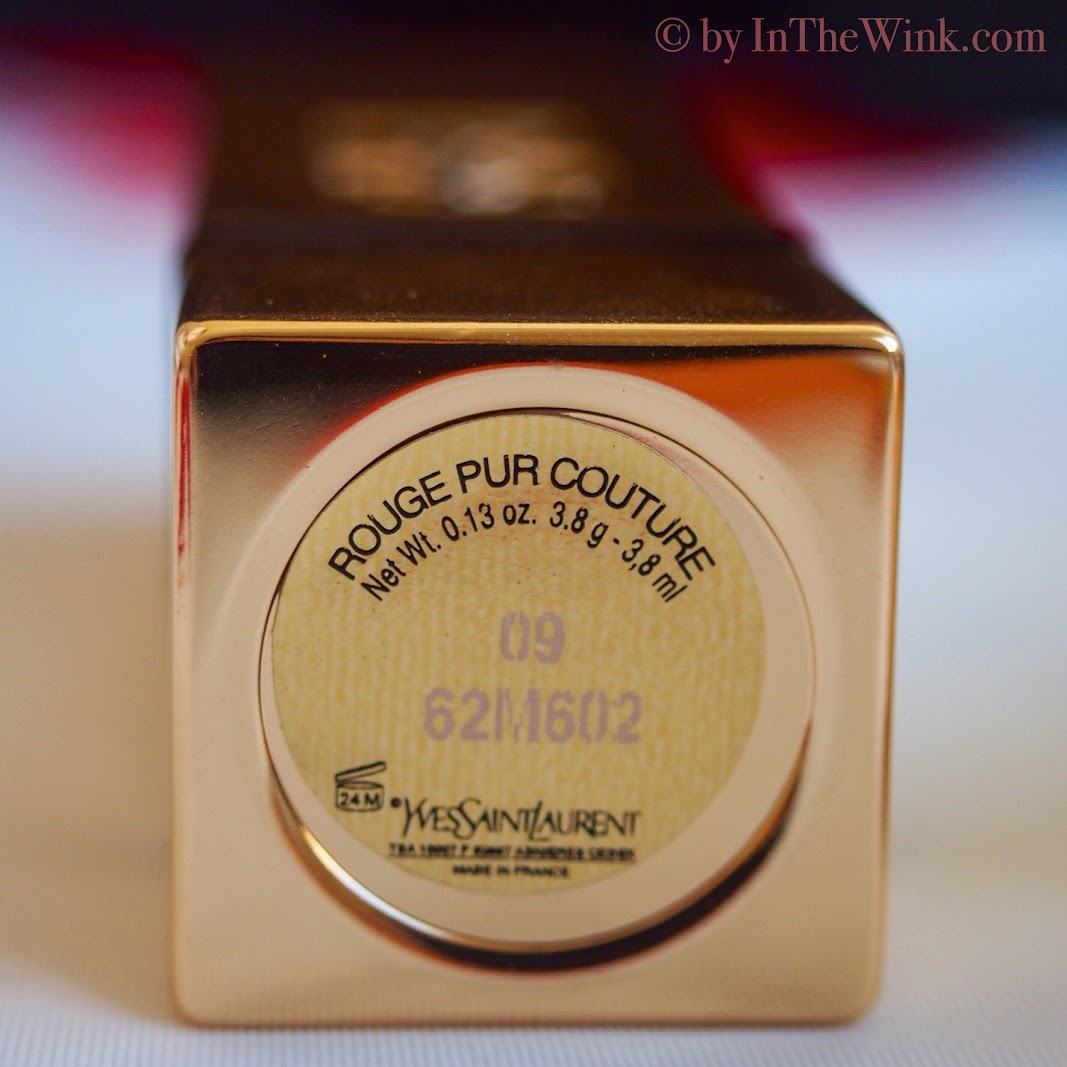 © by InTheWink.com
ROUGE PUR COUTURE
Net Wt. 0.13 oz. 3.8 g - 3,8 ml
09
62M602
24 M
YVESSAINTLAURENT
MADE IN FRANCE